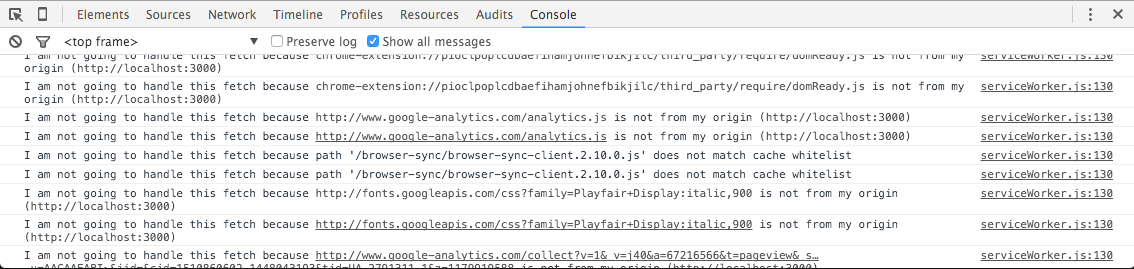 Elements Sources Network Timeline Profiles Resources Audits Console
<top frame> Preserve log Show all messages
I am not going to handle this fetch because chrome-extension://pioclpoplcdbaefihamjohnefbikjilc/third_party/require/domReady.js is not from my serviceWorker.js:130
origin (http://localhost:3000)
I am not going to handle this fetch because chrome-extension://pioclpoplcdbaefihamjohnefbikjilc/third_party/require/domReady.js is not from my serviceWorker.js:130
origin (http://localhost:3000)
I am not going to handle this fetch because http://www.google-analytics.com/analytics.js is not from my origin (http://localhost:3000) serviceWorker.js:130
I am not going to handle this fetch because http://www.google-analytics.com/analytics.js is not from my origin (http://localhost:3000) serviceWorker.js:130
I am not going to handle this fetch because path '/browser-sync/browser-sync-client.2.10.0.js' does not match cache whitelist serviceWorker.js:130
I am not going to handle this fetch because path '/browser-sync/browser-sync-client.2.10.0.js' does not match cache whitelist serviceWorker.js:130
I am not going to handle this fetch because http://fonts.googleapis.com/css?family=Playfair+Display:italic,900 is not from my origin serviceWorker.js:130
(http://localhost:3000)
I am not going to handle this fetch because http://fonts.googleapis.com/css?family=Playfair+Display:italic,900 is not from my origin serviceWorker.js:130
(http://localhost:3000)
I am not going to handle this fetch because http://www.google-analytics.com/collect?v=1&_v=j40&a=67216566&t=pageview&_s… serviceWorker.js:130
is not from my origin (http://localhost:3000)